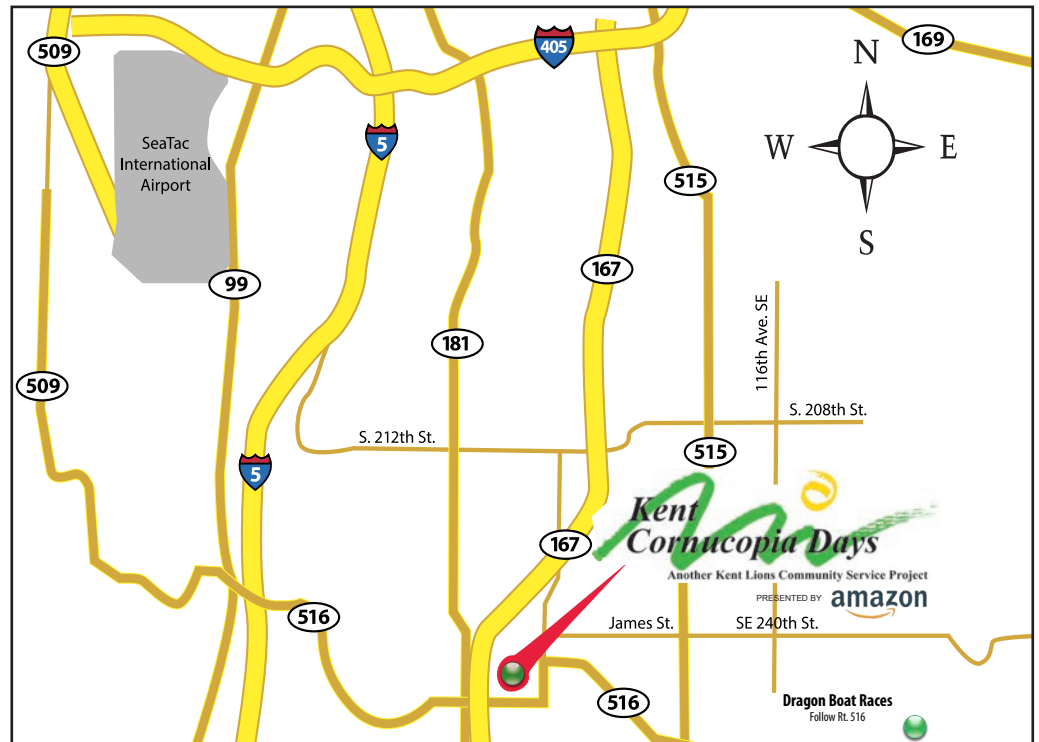 509
405
169
N
5
SeaTac
International
Airport
W
E
515
S
167
99
116th Ave. SE
181
509
S. 208th St.
S. 212th St.
515
5
Kent
Cornucopia Days
167
Another Kent Lions Community Service Project
PRESENTED BY amazon
516
James St.
SE 240th St.
516
Dragon Boat Races
Follow Rt. 516